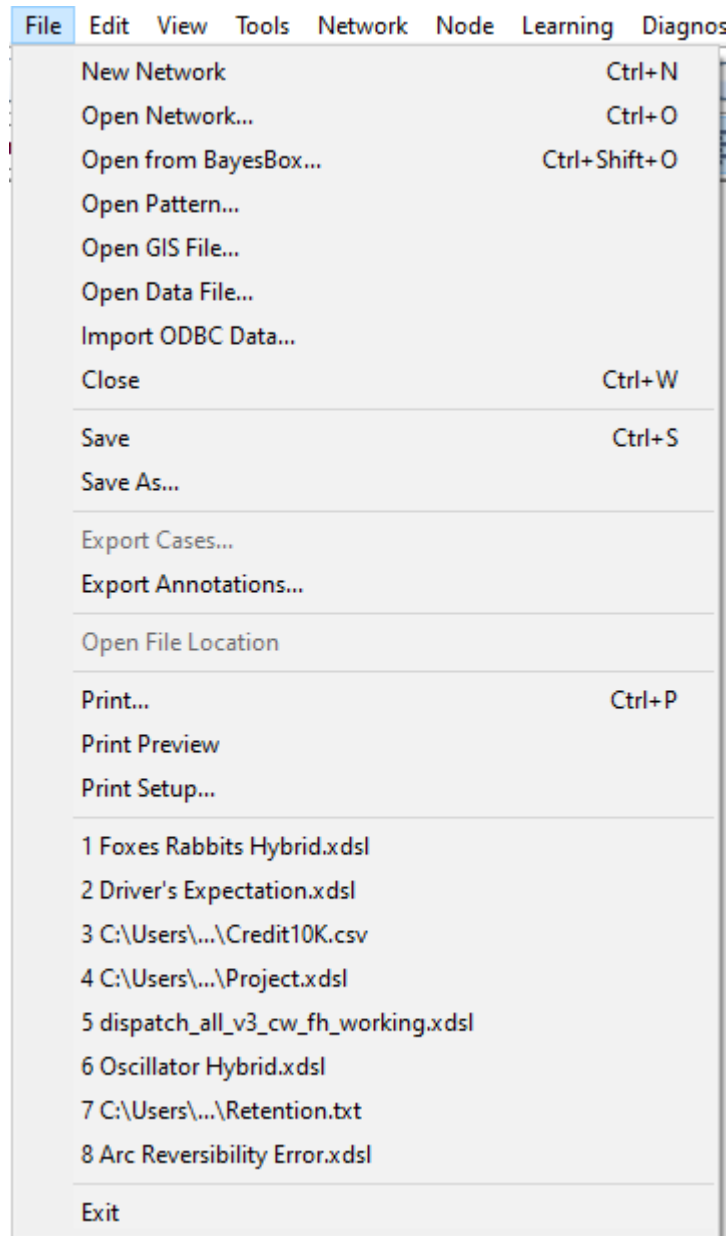 File Edit View Tools Network Node Learning Diagnos
New Network Ctrl+N
Open Network... Ctrl+O
Open from BayesBox... Ctrl+Shift+O
Open Pattern...
Open GIS File...
Open Data File...
Import ODBC Data...
Close Ctrl+W
Save Ctrl+S
Save As...
Export Cases...
Export Annotations...
Open File Location
Print... Ctrl+P
Print Preview
Print Setup...
1 Foxes Rabbits Hybrid.xdsl
2 Driver's Expectation.xdsl
3 C:\Users\...\Credit10K.csv
4 C:\Users\...\Project.xdsl
5 dispatch_all_v3_cw_fh_working.xdsl
6 Oscillator Hybrid.xdsl
7 C:\Users\...\Retention.txt
8 Arc Reversibility Error.xdsl
Exit